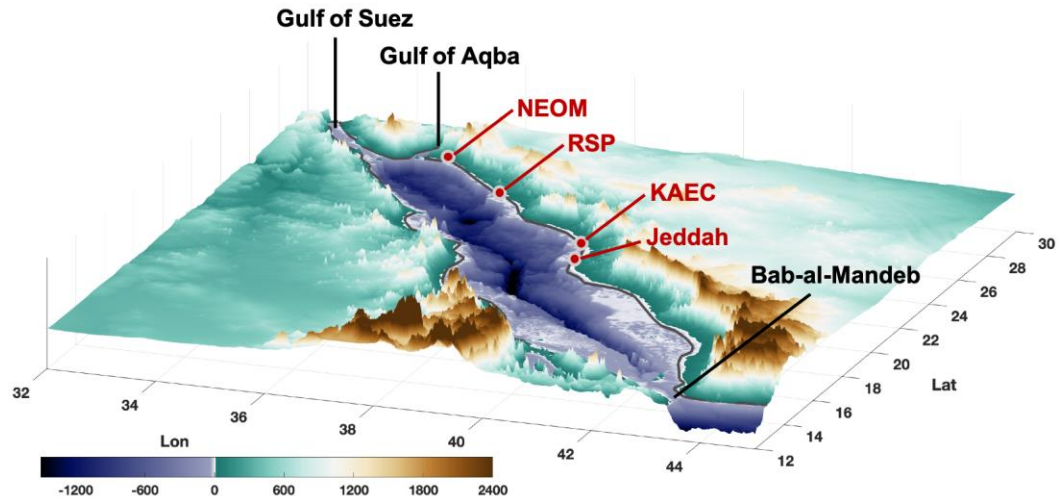 Gulf of Suez
Gulf of Aqba
NEOM
RSP
KAEC
Jeddah
Bab-al-Mandeb
30
28
26
24
22
20
18
16
14
12
Lat
32
34
36
38
40
42
44
Lon
-1200 -600 0 600 1200 1800 2400